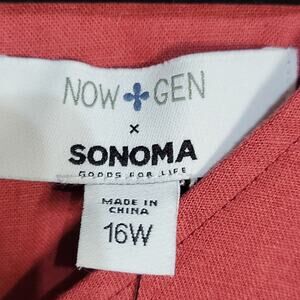 NOW GEN
x
SONOMA
GOODS FOR LIFE
MADE IN
CHINA
16W